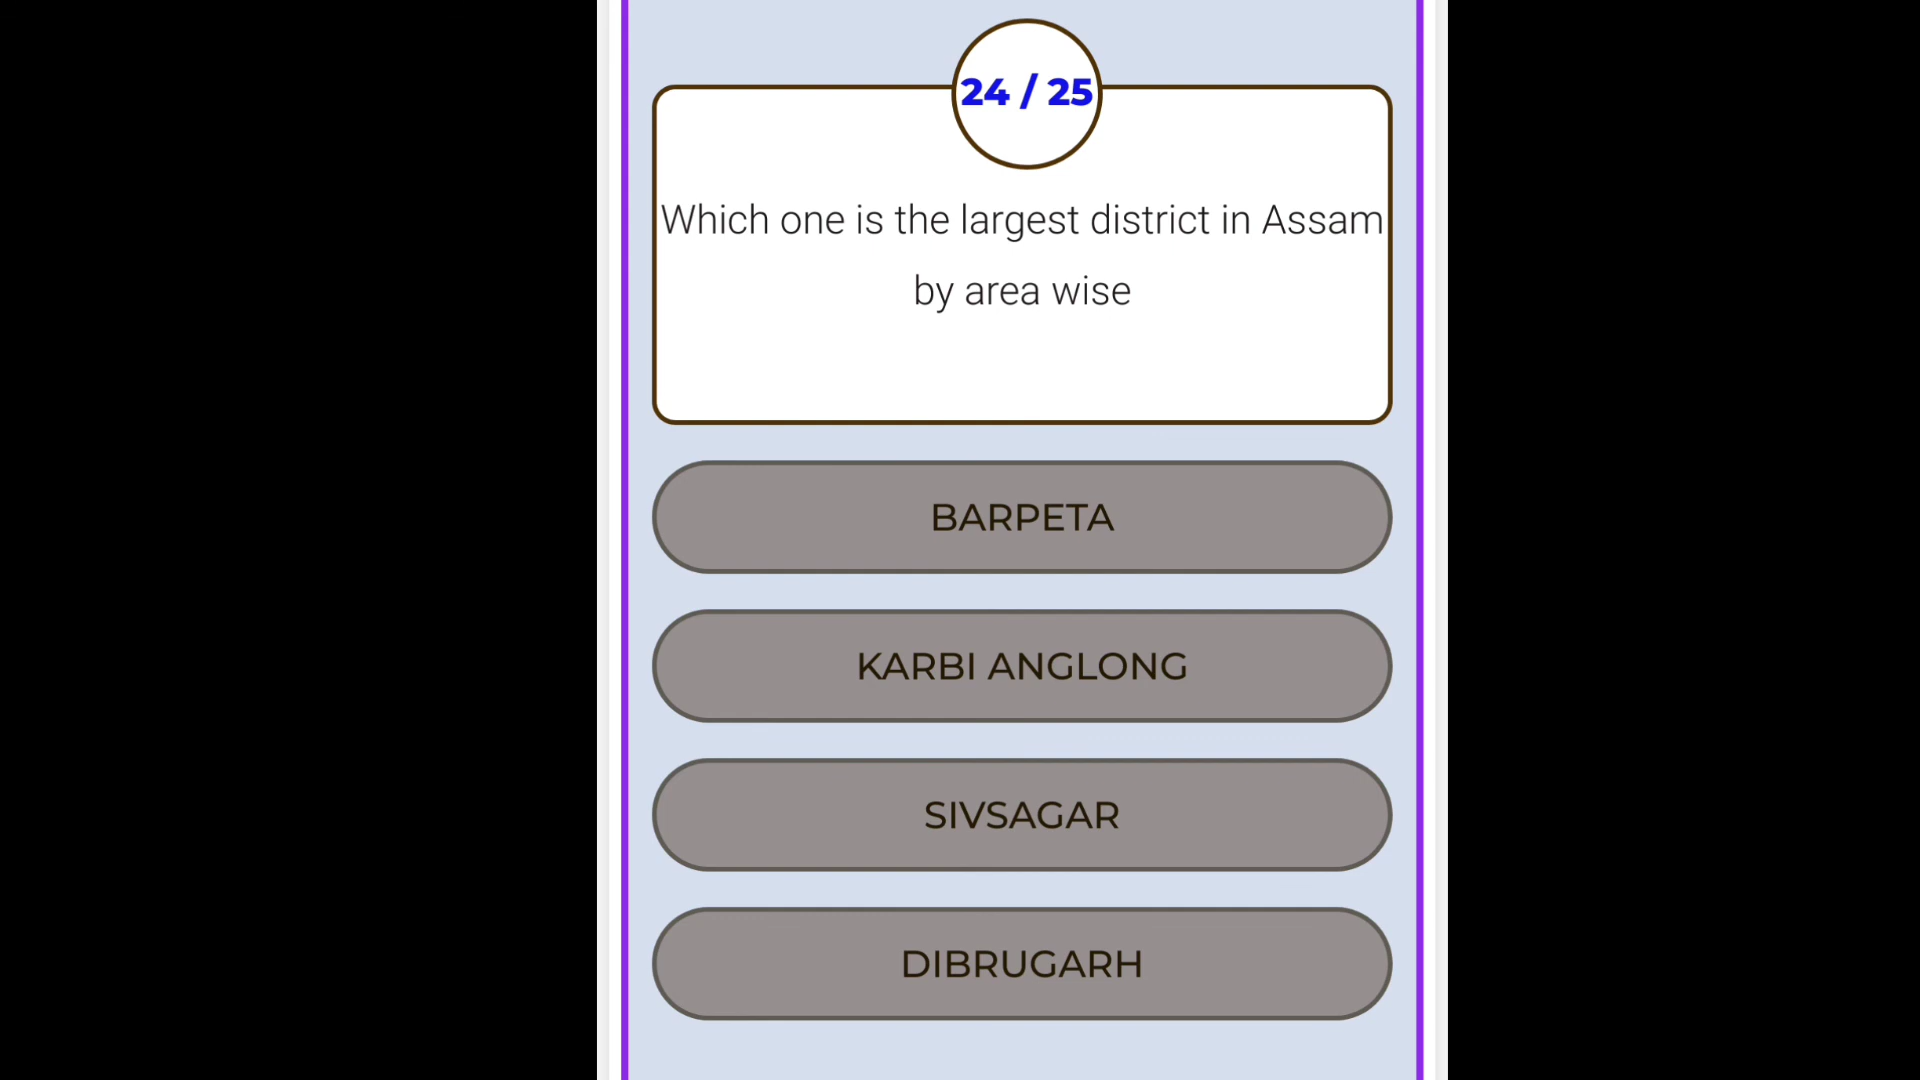 24 / 25
Which one is the largest district in Assam
by area wise
BARPETA
KARBI ANGLONG
SIVSAGAR
DIBRUGARH